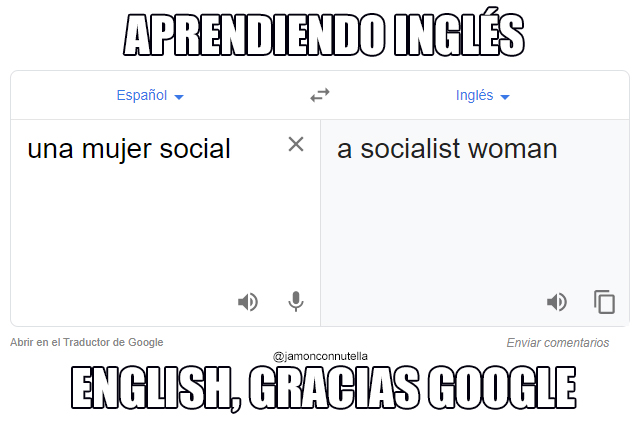 APRENDIENDO INGLÉS
Español Inglés
una mujer social a socialist woman
Abrir en el Traductor de Google Enviar comentarios
@jamonconnutella
ENGLISH, GRACIAS GOOGLE